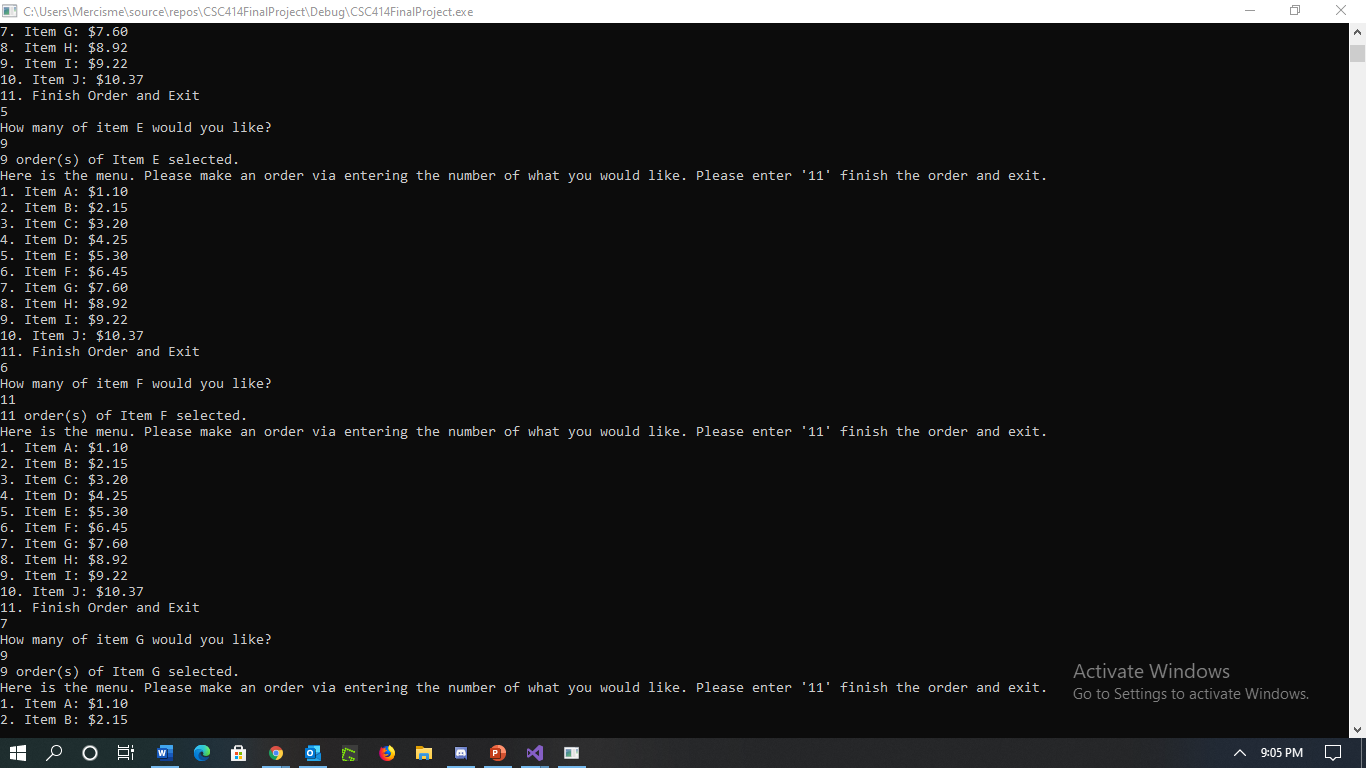 C:\Users\Mercisme\source\repos\CSC414FinalProject\Debug\CSC414FinalProject.exe
7. Item G: $7.60
8. Item H: $8.92
9. Item I: $9.22
10. Item J: $10.37
11. Finish Order and Exit
5
How many of item E would you like?
9
9 order(s) of Item E selected.
Here is the menu. Please make an order via entering the number of what you would like. Please enter '11' finish the order and exit.
1. Item A: $1.10
2. Item B: $2.15
3. Item C: $3.20
4. Item D: $4.25
5. Item E: $5.30
6. Item F: $6.45
7. Item G: $7.60
8. Item H: $8.92
9. Item I: $9.22
10. Item J: $10.37
11. Finish Order and Exit
6
How many of item F would you like?
11
11 order(s) of Item F selected.
Here is the menu. Please make an order via entering the number of what you would like. Please enter '11' finish the order and exit.
1. Item A: $1.10
2. Item B: $2.15
3. Item C: $3.20
4. Item D: $4.25
5. Item E: $5.30
6. Item F: $6.45
7. Item G: $7.60
8. Item H: $8.92
9. Item I: $9.22
10. Item J: $10.37
11. Finish Order and Exit
7
How many of item G would you like?
9
9 order(s) of Item G selected.
Here is the menu. Please make an order via entering the number of what you would like. Please enter '11' finish the order and exit.
1. Item A: $1.10
2. Item B: $2.15
Activate Windows
Go to Settings to activate Windows.
9:05 PM